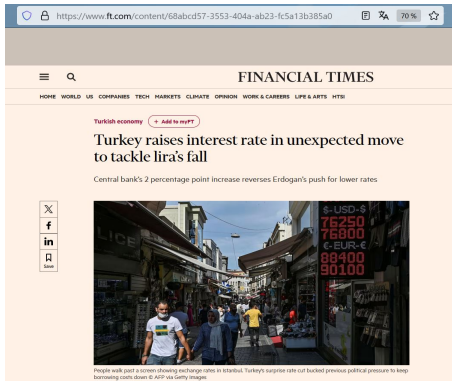 https://www.ft.com/content/68abcd57-3553-404a-ab23-fc5a13b385a0
70%
FINANCIAL TIMES
HOME WORLD US COMPANIES TECH MARKETS CLIMATE OPINION WORK & CAREERS LIFE & ARTS HTSI
Turkish economy + Add to myFT
Turkey raises interest rate in unexpected move
to tackle lira's fall
Central bank's 2 percentage point increase reverses Erdogan's push for lower rates
Save
$-USD-$
76250
76800
€-EUR-€
88400
90100
People walk past a screen showing exchange rates in Istanbul. Turkey's surprise rate cut bucked previous political pressure to keep
borrowing costs down © AFP via Getty Images